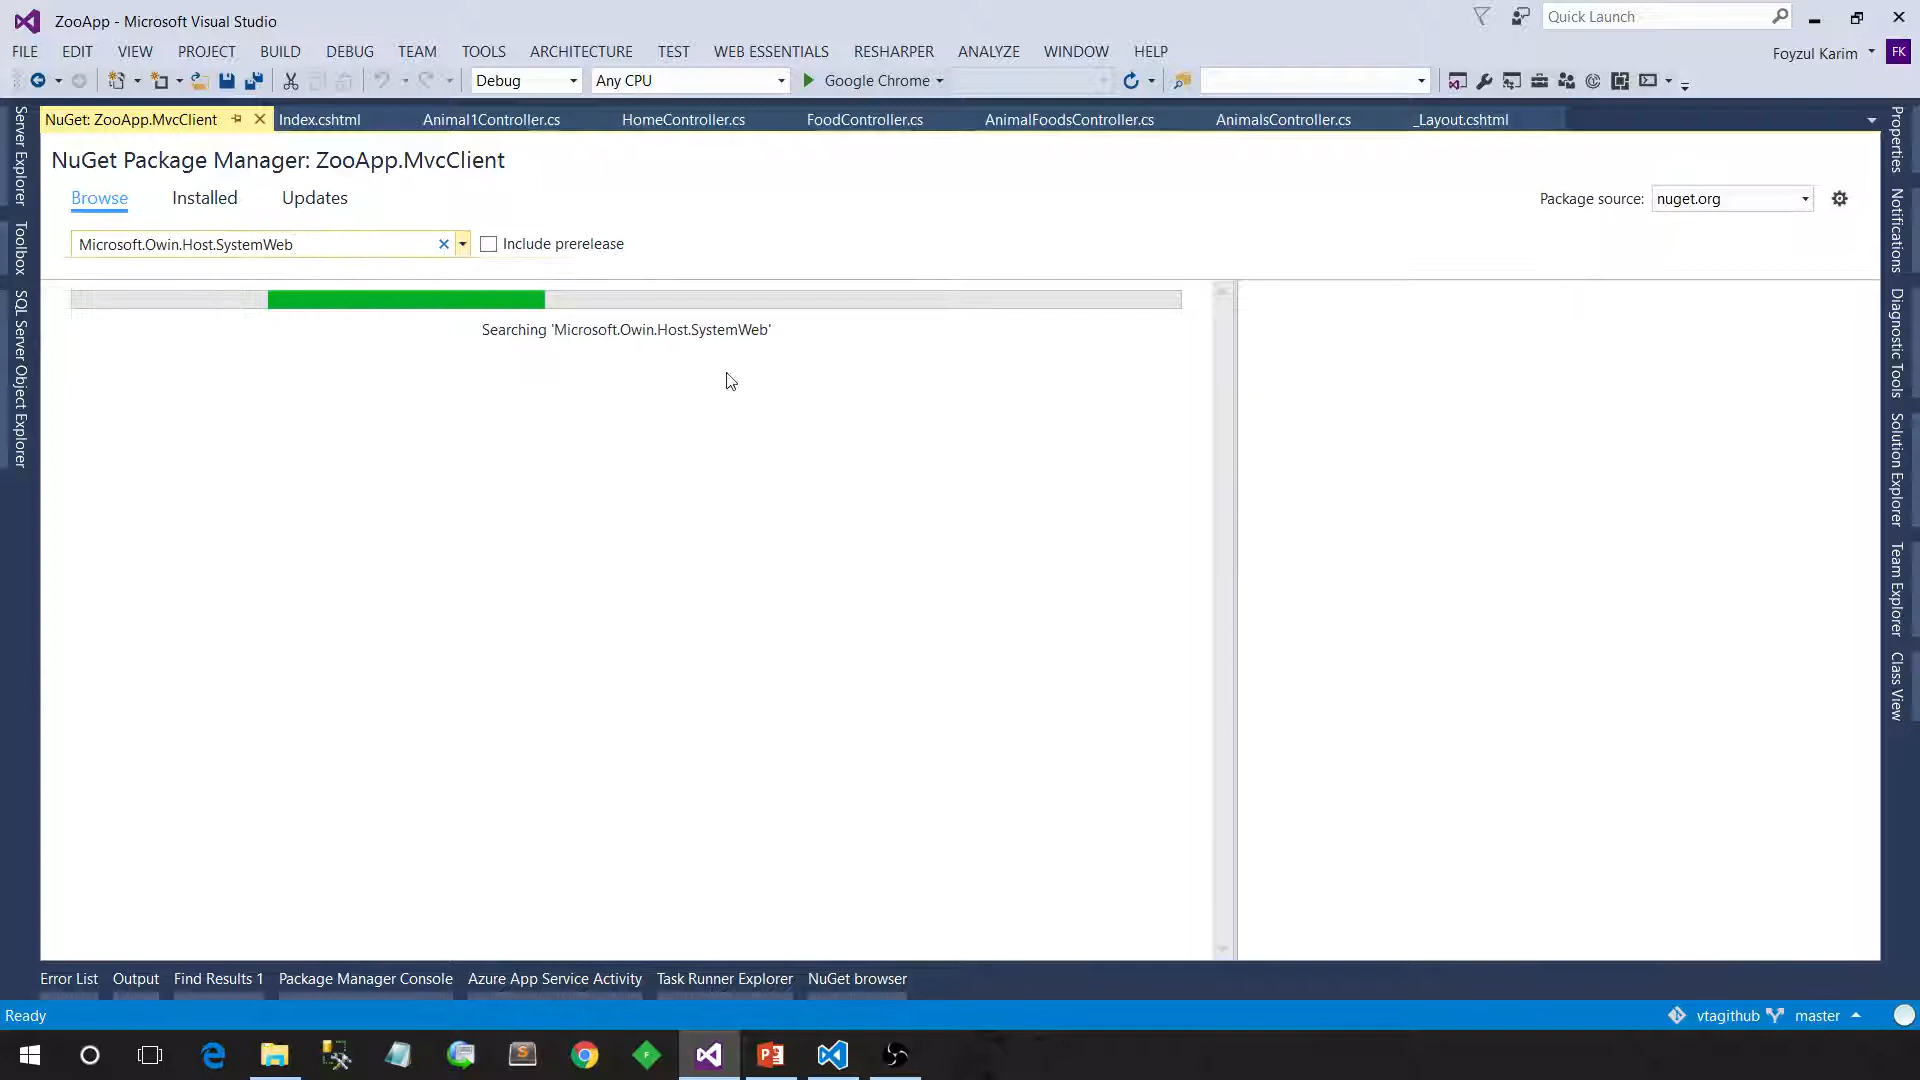 ZooApp - Microsoft Visual Studio
Quick Launch
FILE EDIT VIEW PROJECT BUILD DEBUG TEAM TOOLS ARCHITECTURE TEST WEB ESSENTIALS RESHARPER ANALYZE WINDOW HELP
Foyzul Karim FK
Debug Any CPU Google Chrome
NuGet: ZooApp.MvcClient Index.cshtml Animal1Controller.cs HomeController.cs FoodController.cs AnimalFoodsController.cs AnimalsController.cs _Layout.cshtml
NuGet Package Manager: ZooApp.MvcClient
Browse Installed Updates
Package source: nuget.org
Microsoft.Owin.Host.SystemWeb
Include prerelease
Searching 'Microsoft.Owin.Host.SystemWeb'
Server Explorer
Toolbox
SQL Server Object Explorer
Properties
Notifications
Diagnostic Tools
Solution Explorer
Team Explorer
Class View
Error List Output Find Results 1 Package Manager Console Azure App Service Activity Task Runner Explorer NuGet browser
Ready
vtagithub master